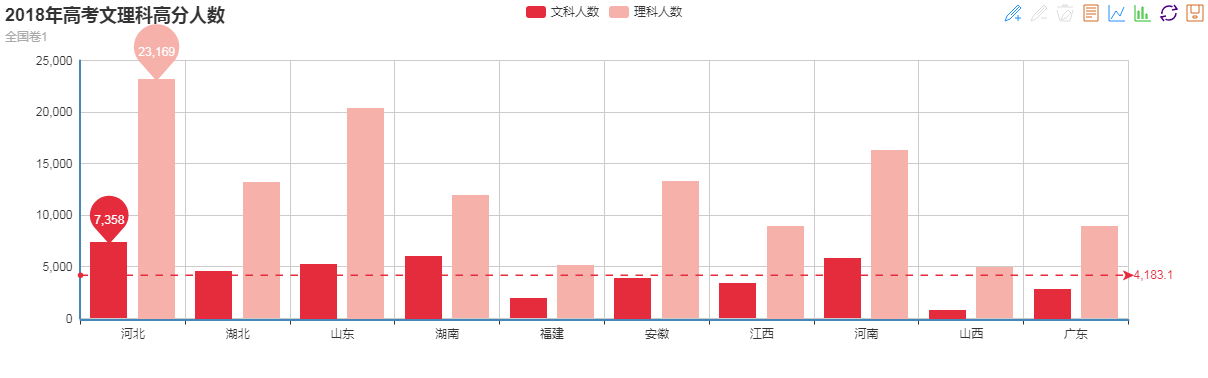 2018年高考文理科高分人数
全国卷1
文科人数 理科人数
25,000
20,000
15,000
10,000
5,000
0
23,169
7,358
4,183.1
河北 湖北 山东 湖南 福建 安徽 江西 河南 山西 广东